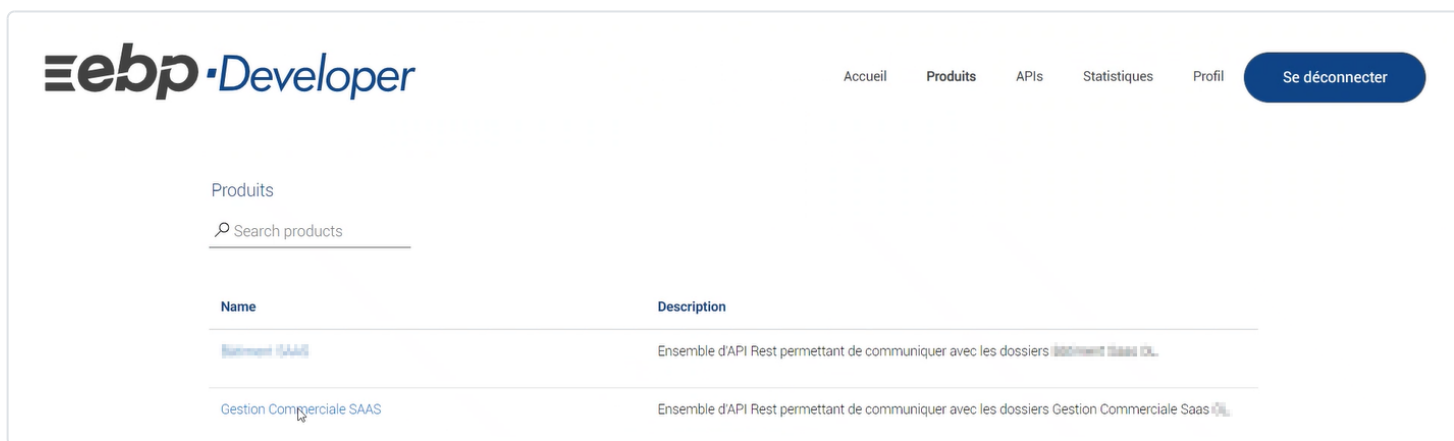 ebp·Developer
Accueil Produits APIs Statistiques Profil Se déconnecter
Produits
Search products
Name Description
Ensemble d'API Rest permettant de communiquer avec les dossiers
Gestion Commerciale SAAS Ensemble d'API Rest permettant de communiquer avec les dossiers Gestion Commerciale Saas